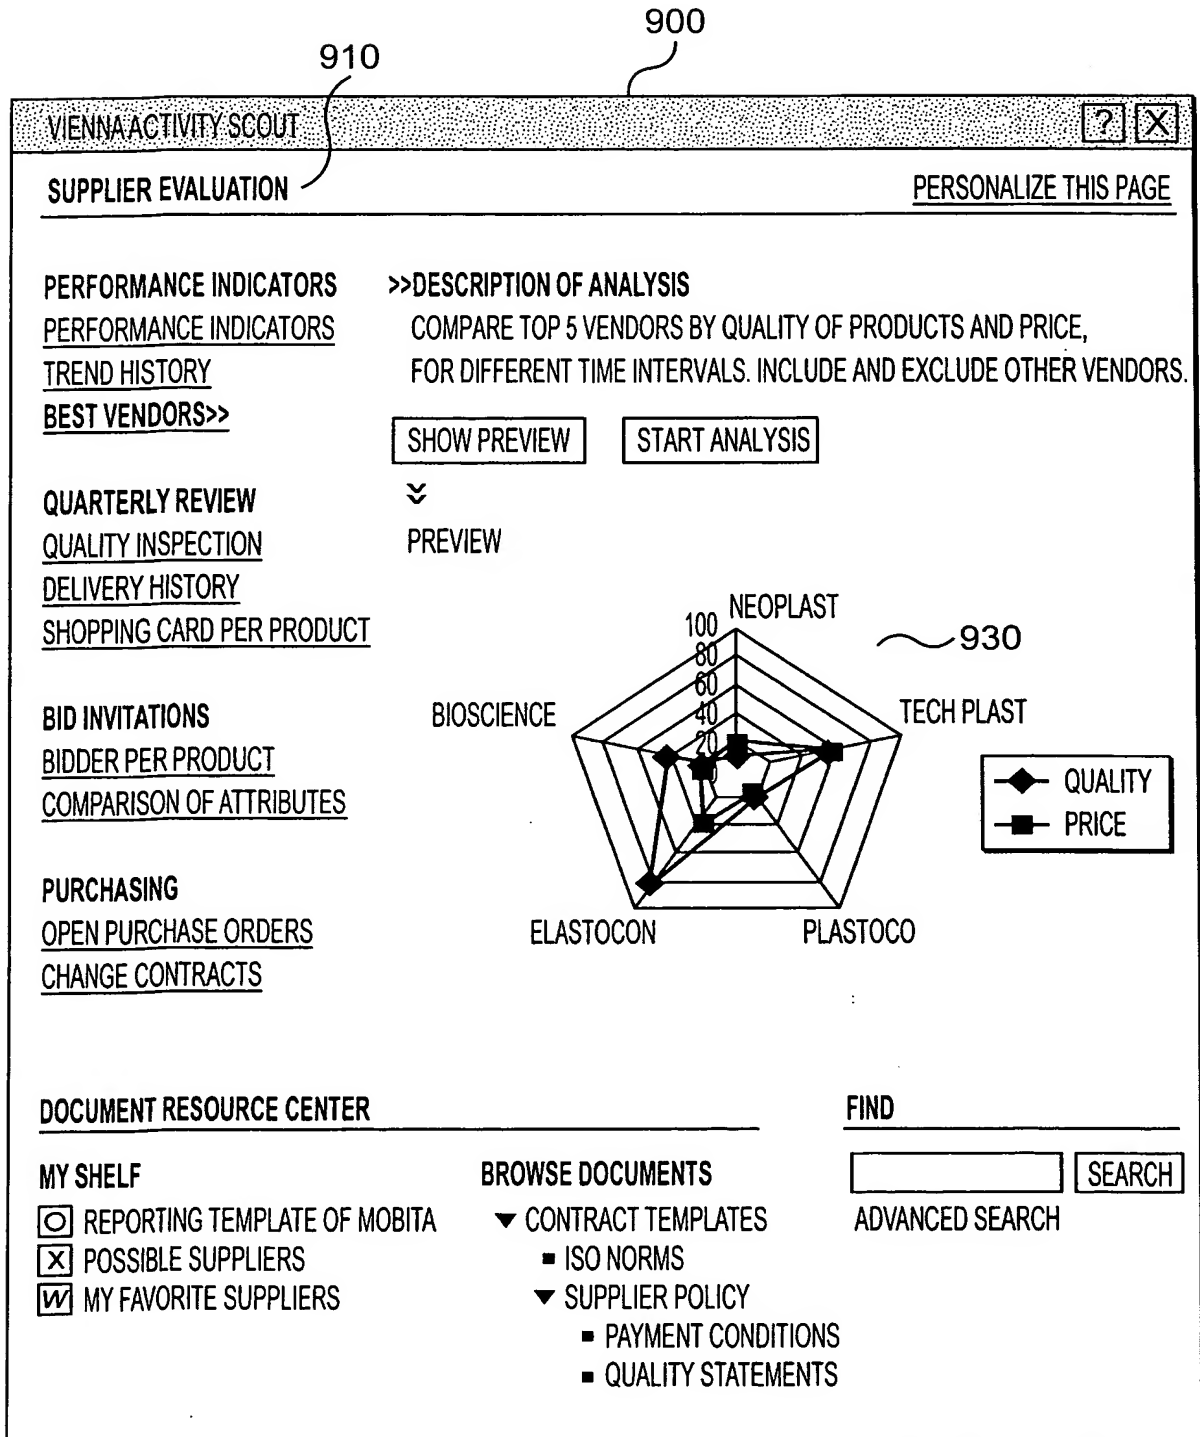 900
910
VIENNA ACTIVITY SCOUT
? X
SUPPLIER EVALUATION
PERSONALIZE THIS PAGE
PERFORMANCE INDICATORS
PERFORMANCE INDICATORS
TREND HISTORY
BEST VENDORS>>
>>DESCRIPTION OF ANALYSIS
COMPARE TOP 5 VENDORS BY QUALITY OF PRODUCTS AND PRICE,
FOR DIFFERENT TIME INTERVALS. INCLUDE AND EXCLUDE OTHER VENDORS.
SHOW PREVIEW
START ANALYSIS
QUARTERLY REVIEW
QUALITY INSPECTION
DELIVERY HISTORY
SHOPPING CARD PER PRODUCT
PREVIEW
NEOPLAST
100
80
60
40
20
930
BIOSCIENCE
TECH PLAST
QUALITY
PRICE
ELASTOCON
PLASTOCO
BID INVITATIONS
BIDDER PER PRODUCT
COMPARISON OF ATTRIBUTES
PURCHASING
OPEN PURCHASE ORDERS
CHANGE CONTRACTS
DOCUMENT RESOURCE CENTER
MY SHELF
O REPORTING TEMPLATE OF MOBITA
X POSSIBLE SUPPLIERS
W MY FAVORITE SUPPLIERS
BROWSE DOCUMENTS
▼ CONTRACT TEMPLATES
▪ ISO NORMS
▼ SUPPLIER POLICY
▪ PAYMENT CONDITIONS
▪ QUALITY STATEMENTS
FIND
SEARCH
ADVANCED SEARCH